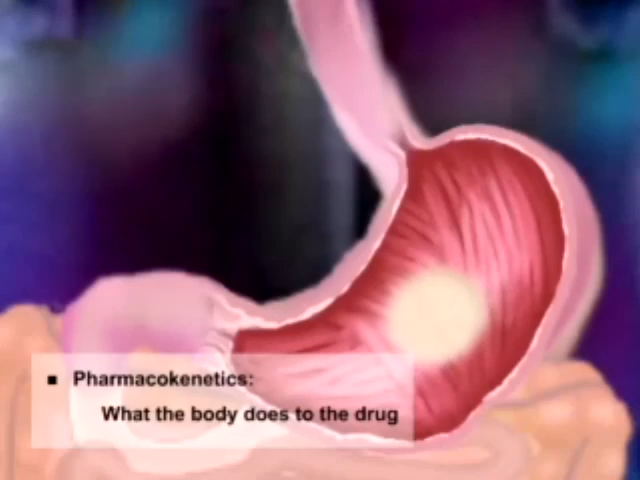 ▪ Pharmacokenetics:
What the body does to the drug